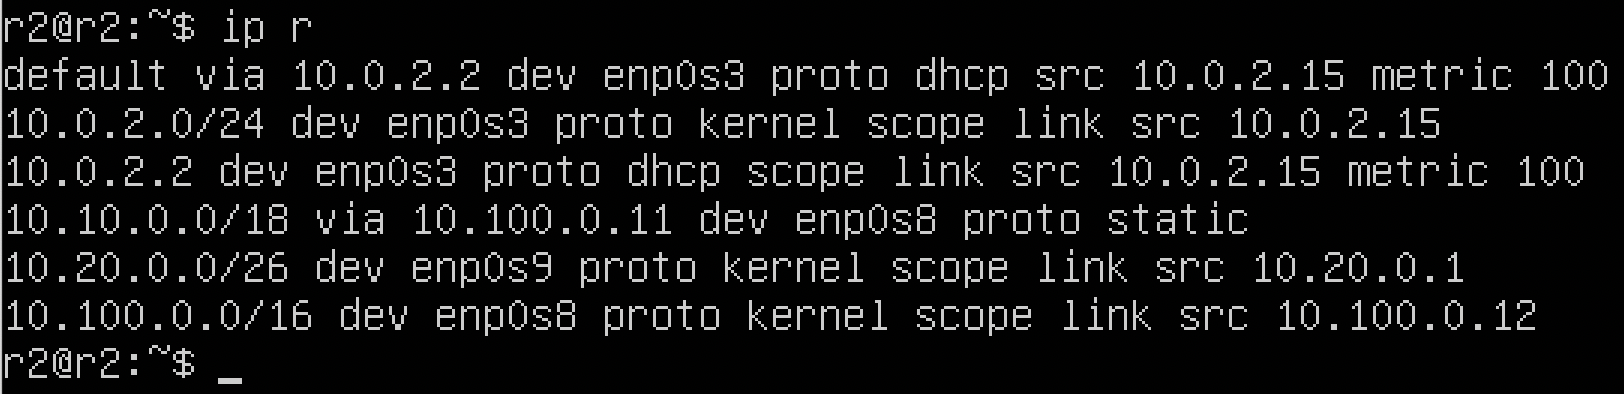 r2@r2:~$ ip r
default via 10.0.2.2 dev enp0s3 proto dhcp src 10.0.2.15 metric 100
10.0.2.0/24 dev enp0s3 proto kernel scope link src 10.0.2.15
10.0.2.2 dev enp0s3 proto dhcp scope link src 10.0.2.15 metric 100
10.10.0.0/18 via 10.100.0.11 dev enp0s8 proto static
10.20.0.0/26 dev enp0s9 proto kernel scope link src 10.20.0.1
10.100.0.0/16 dev enp0s8 proto kernel scope link src 10.100.0.12
r2@r2:~$ _